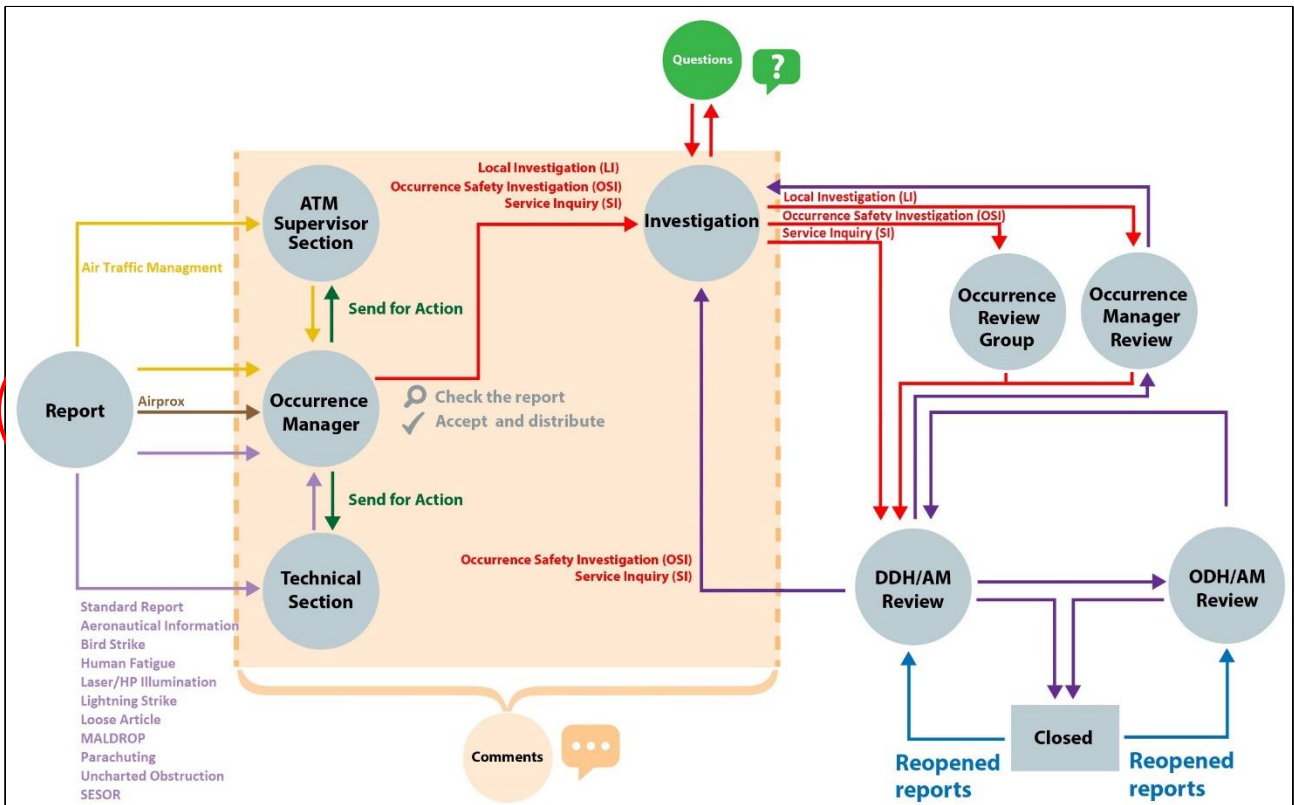 Questions
?
Local Investigation (LI)
Occurrence Safety Investigation (OSI)
Service Inquiry (SI)
ATM
Supervisor
Section
Investigation
Local Investigation (LI)
Occurrence Safety Investigation (OSI)
Service Inquiry (SI)
Air Traffic Managment
Send for Action
Occurrence
Review
Group
Occurrence
Manager
Review
Report
Airprox
Occurrence
Manager
Check the report
Accept and distribute
Send for Action
Technical
Section
Occurrence Safety Investigation (OSI)
Service Inquiry (SI)
DDH/AM
Review
ODH/AM
Review
Standard Report
Aeronautical Information
Bird Strike
Human Fatigue
Laser/HP Illumination
Lightning Strike
Loose Article
MALDROP
Parachuting
Uncharted Obstruction
SESOR
Comments
Closed
Reopened
reports
Reopened
reports